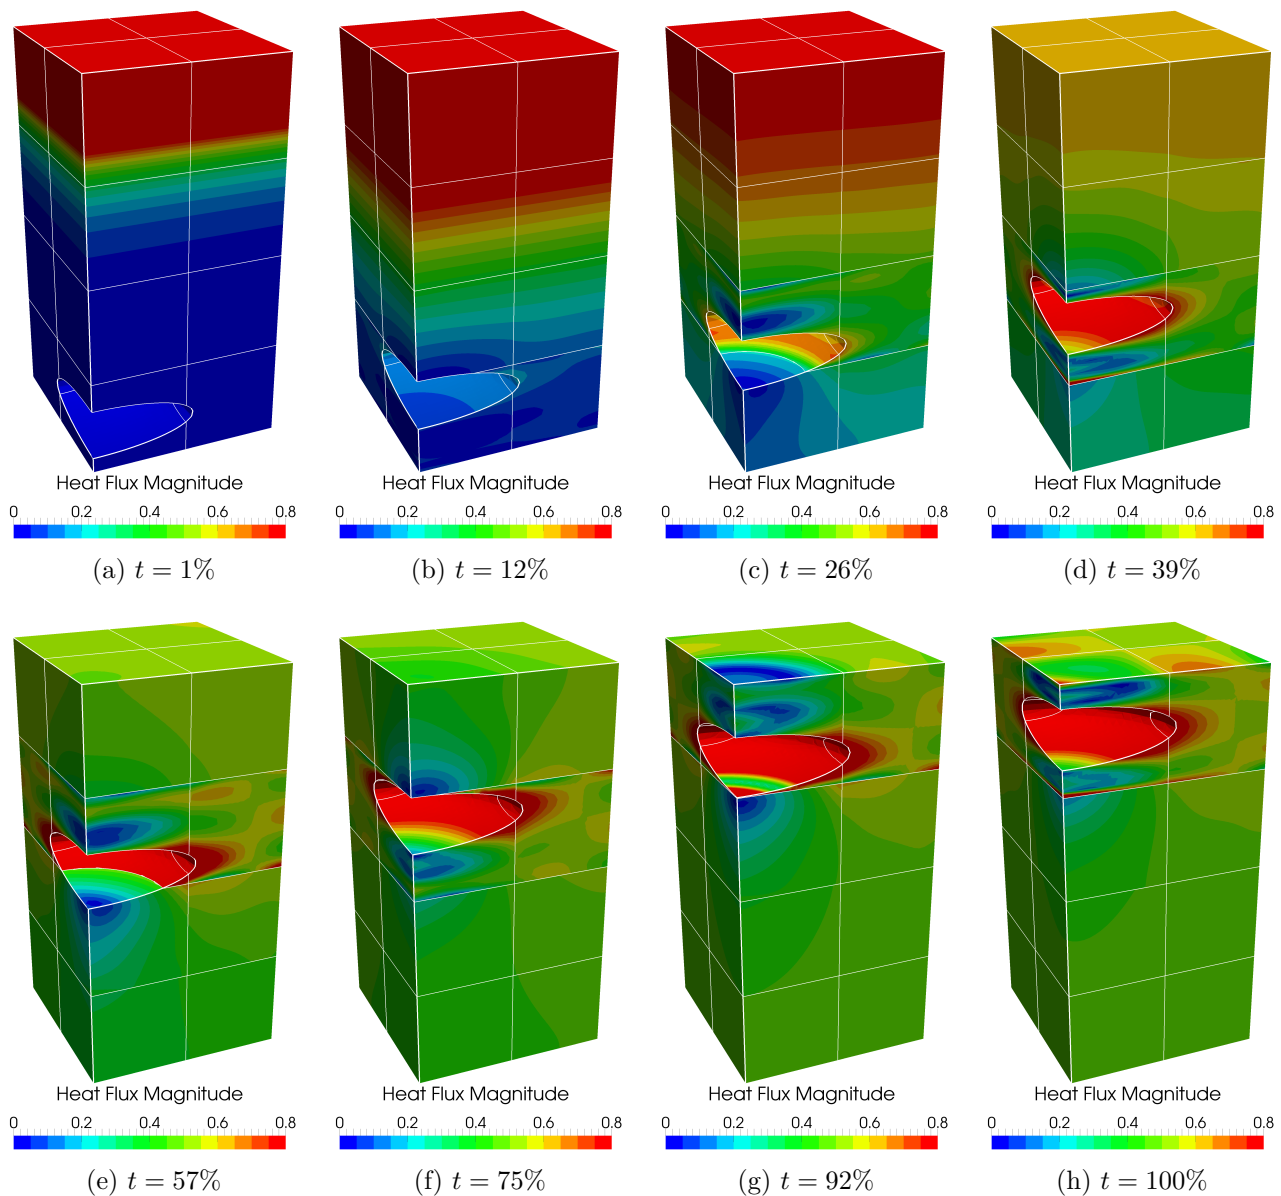 Heat Flux Magnitude Heat Flux Magnitude Heat Flux Magnitude Heat Flux Magnitude
0 0.2 0.4 0.6 0.8 0 0.2 0.4 0.6 0.8 0 0.2 0.4 0.6 0.8 0 0.2 0.4 0.6 0.8
(a) t = 1% (b) t = 12% (c) t = 26% (d) t = 39%
Heat Flux Magnitude Heat Flux Magnitude Heat Flux Magnitude Heat Flux Magnitude
0 0.2 0.4 0.6 0.8 0 0.2 0.4 0.6 0.8 0 0.2 0.4 0.6 0.8 0 0.2 0.4 0.6 0.8
(e) t = 57% (f) t = 75% (g) t = 92% (h) t = 100%